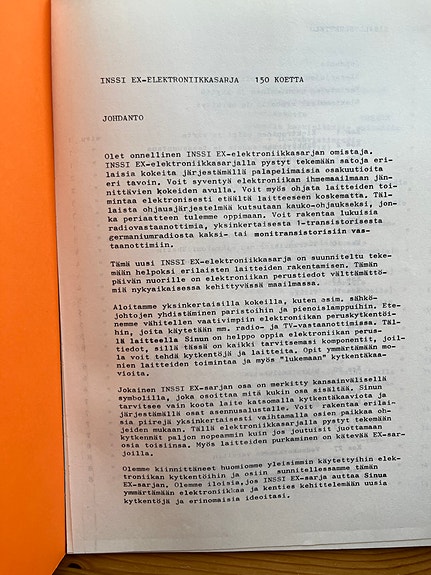 INSSI EX-ELEKTRONIIKKASARJA 150 KOETTA
JOHDANTO
Olet onnellinen INSSI EX-elektroniikkasarjan omistaja.
INSSI EX-elektroniikkasarjalla pystyt tekemään satoja eri-
laisia kokeita järjestämällä palapelimaisia osakuutioita
eri tavoin. Voit syventyä elektroniikan ihmemaailmaan jän-
nittävien kokeiden avulla. Voit myös ohjata laitteiden toi-
mintaa elektronisesti etäältä laitteeseen koskematta. Täl-
laista ohjausjärjestelmää kutsutaan kauko-ohjaukseksi, jon-
ka periaatteen tulemme oppimaan. Voit rakentaa lukuisia
radiovastaanottimia, yksinkertaisesta 1-transistorisesta
germaniumradiosta kaksi- tai monitransistorisiin vas-
taanottimiin.
Tämä uusi INSSI EX-elektroniikkasarja on suunniteltu teke-
mään helpoksi erilaisten laitteiden rakentamisen. Tämän
päivän nuorille on elektroniikan perustiedot välttämättö-
miä nykyaikaisessa kehittyvässä maailmassa.
Aloitamme yksinkertaisilla kokeilla, kuten esim. sähkö-
johtojen yhdistäminen paristoihin ja pienoislamppuihin. Ete-
nemme vähitellen vaativimpiin elektroniikan peruskytkentöi-
hin, joita käytetään mm. radio- ja TV-vastaanottimissa. Täl-
lä laitteella Sinun on helppo oppia elektroniikan perus-
tiedot, sillä tässä on kaikki tarvitsemasi komponentit, joil-
la voit tehdä kytkentöjä ja laitteita. Opit ymmärtämään mo-
nien laitteiden toimintaa ja myös "lukemaan" kytkentäkaa-
vioita.
Jokainen INSSI EX-sarjan osa on merkitty kansainvälisellä
symbolilla, joka osoittaa mitä kukin osa sisältää. Sinun
tarvitsee vain koota laite katsomalla kytkentäkaaviota ja
järjestämällä osat asennusalustalle. Voit rakentaa erilai-
sia piirejä yksinkertaisesti vaihtamalla osien paikkaa oh-
jeiden mukaan. Tällä elektroniikkasarjalla pystyt tekemään
kytkennät paljon nopeammin kuin jos joutuisit juottamaan
osia toisiinsa. Myös laitteiden purkaminen on kätevää EX-sar-
joilla.
Olemme kiinnittäneet huomiomme yleisimmin käytettyihin elek-
troniikan kytkentöihin ja osiin sunnitellessamme tämän
EX-sarjan. Olemme iloisia,jos INSSI EX-sarja auttaa Sinua
ymmärtämään elektroniikkaa ja kenties kehittelemään uusia
kytkentöjä ja erinomaisia ideoitasi.